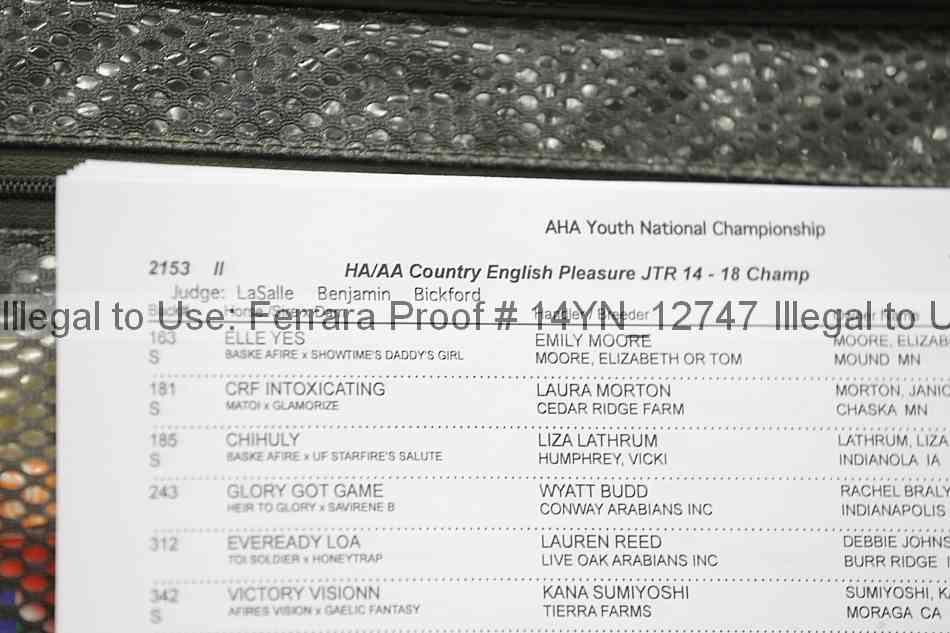 AHA Youth National Championship
2153 II HA/AA Country English Pleasure JTR 14 - 18 Champ
Judge: LaSalle Benjamin Bickford
Illegal to Use: Ferrara Proof # 14YN_12747 Illegal to U
Handler / Breeder
163 ELLE YES EMILY MOORE MOORE, ELIZAB
S BASKE AFIRE x SHOWTIME'S DADDY'S GIRL MOORE, ELIZABETH OR TOM MOUND MN
181 CRF INTOXICATING LAURA MORTON MORTON, JANIC
S MATOI x GLAMORIZE CEDAR RIDGE FARM CHASKA MN
185 CHIHULY LIZA LATHRUM LATHRUM, LIZA
S BASKE AFIRE x UF STARFIRE'S SALUTE HUMPHREY, VICKI INDIANOLA IA
243 GLORY GOT GAME WYATT BUDD RACHEL BRALY
HEIR TO GLORY x SAVIRENE B CONWAY ARABIANS INC INDIANAPOLIS
312 EVEREADY LOA LAUREN REED DEBBIE JOHNS
TOI SOLDIER x HONEYTRAP LIVE OAK ARABIANS INC BURR RIDGE I
342 VICTORY VISIONN KANA SUMIYOSHI SUMIYOSHI, KA
S AFIRES VISION x GAELIC FANTASY TIERRA FARMS MORAGA CA